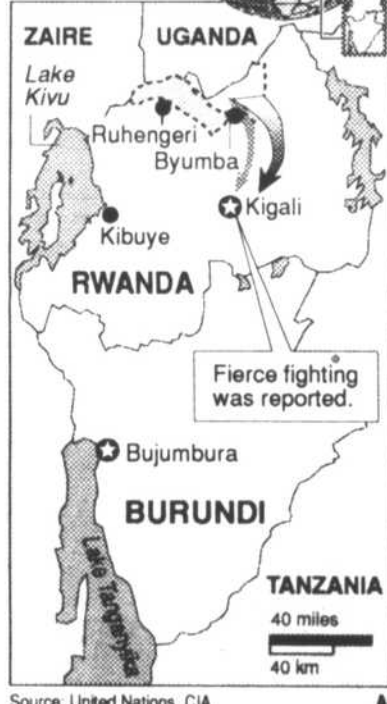 ZAIRE
UGANDA
Lake
Kivu
Ruhengeri
Byumba
Kigali
Kibuye
RWANDA
Fierce fighting
was reported.
Bujumbura
BURUNDI
Lake Tanganyika
TANZANIA
40 miles
40 km
Source: United Nations, CIA
A